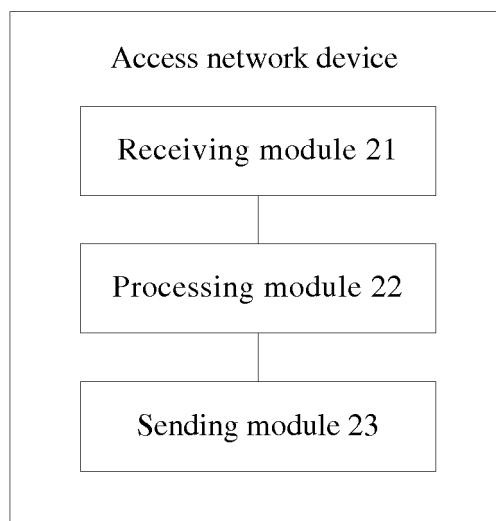 Access network device
Receiving module 21
Processing module 22
Sending module 23